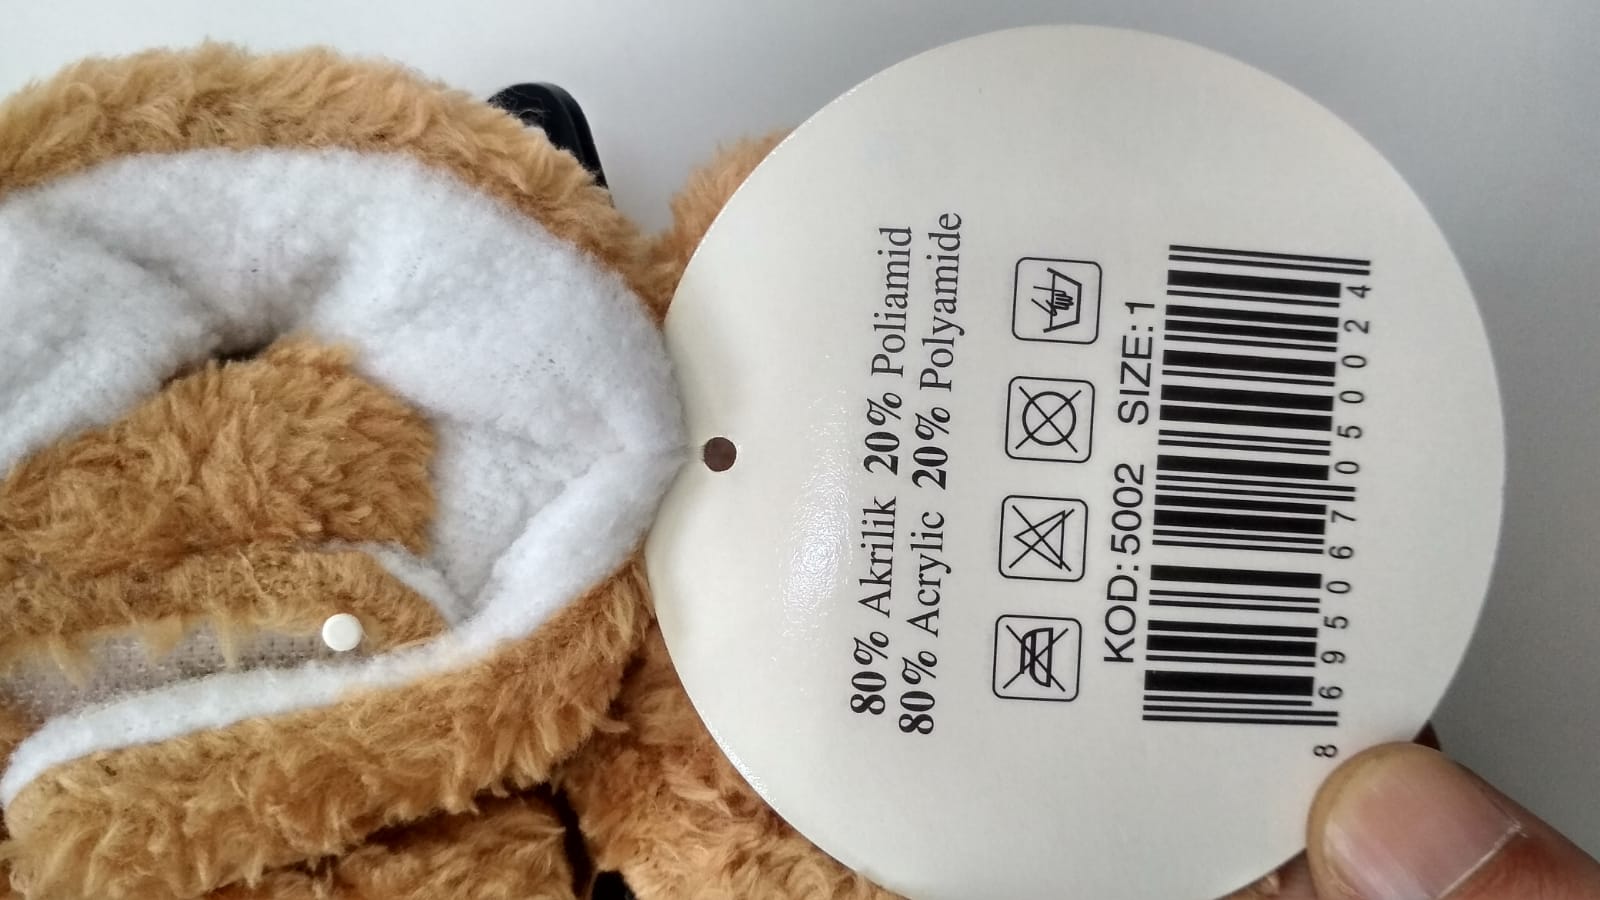 80% Akrilik 20% Poliamid
80% Acrylic 20% Polyamide
KOD: 5002 SIZE: 1
8 695067 050024